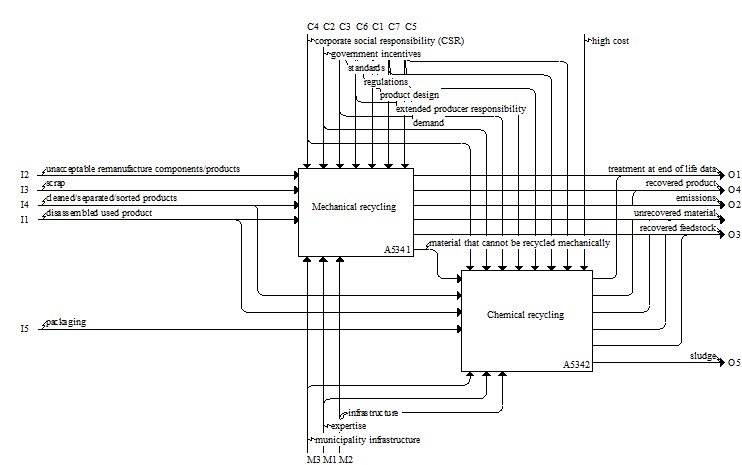 C4 C2 C3 C6 C1 C7 C5
corporate social responsibility (CSR)
high cost
government incentives
standards
regulations
product design
extended producer responsibility
demand
I2 unacceptable remanufacture components/products
treatment at end of life data O1
I3 scrap
recovered product O4
I4 cleaned/separated/sorted products
emissions O2
Mechanical recycling
I1 disassembled used product
unrecovered material
recovered feedstock O3
material that cannot be recycled mechanically
A5341
Chemical recycling
I5 packaging
sludge O5
A5342
infrastructure
expertise
municipality infrastructure
M3 M1 M2